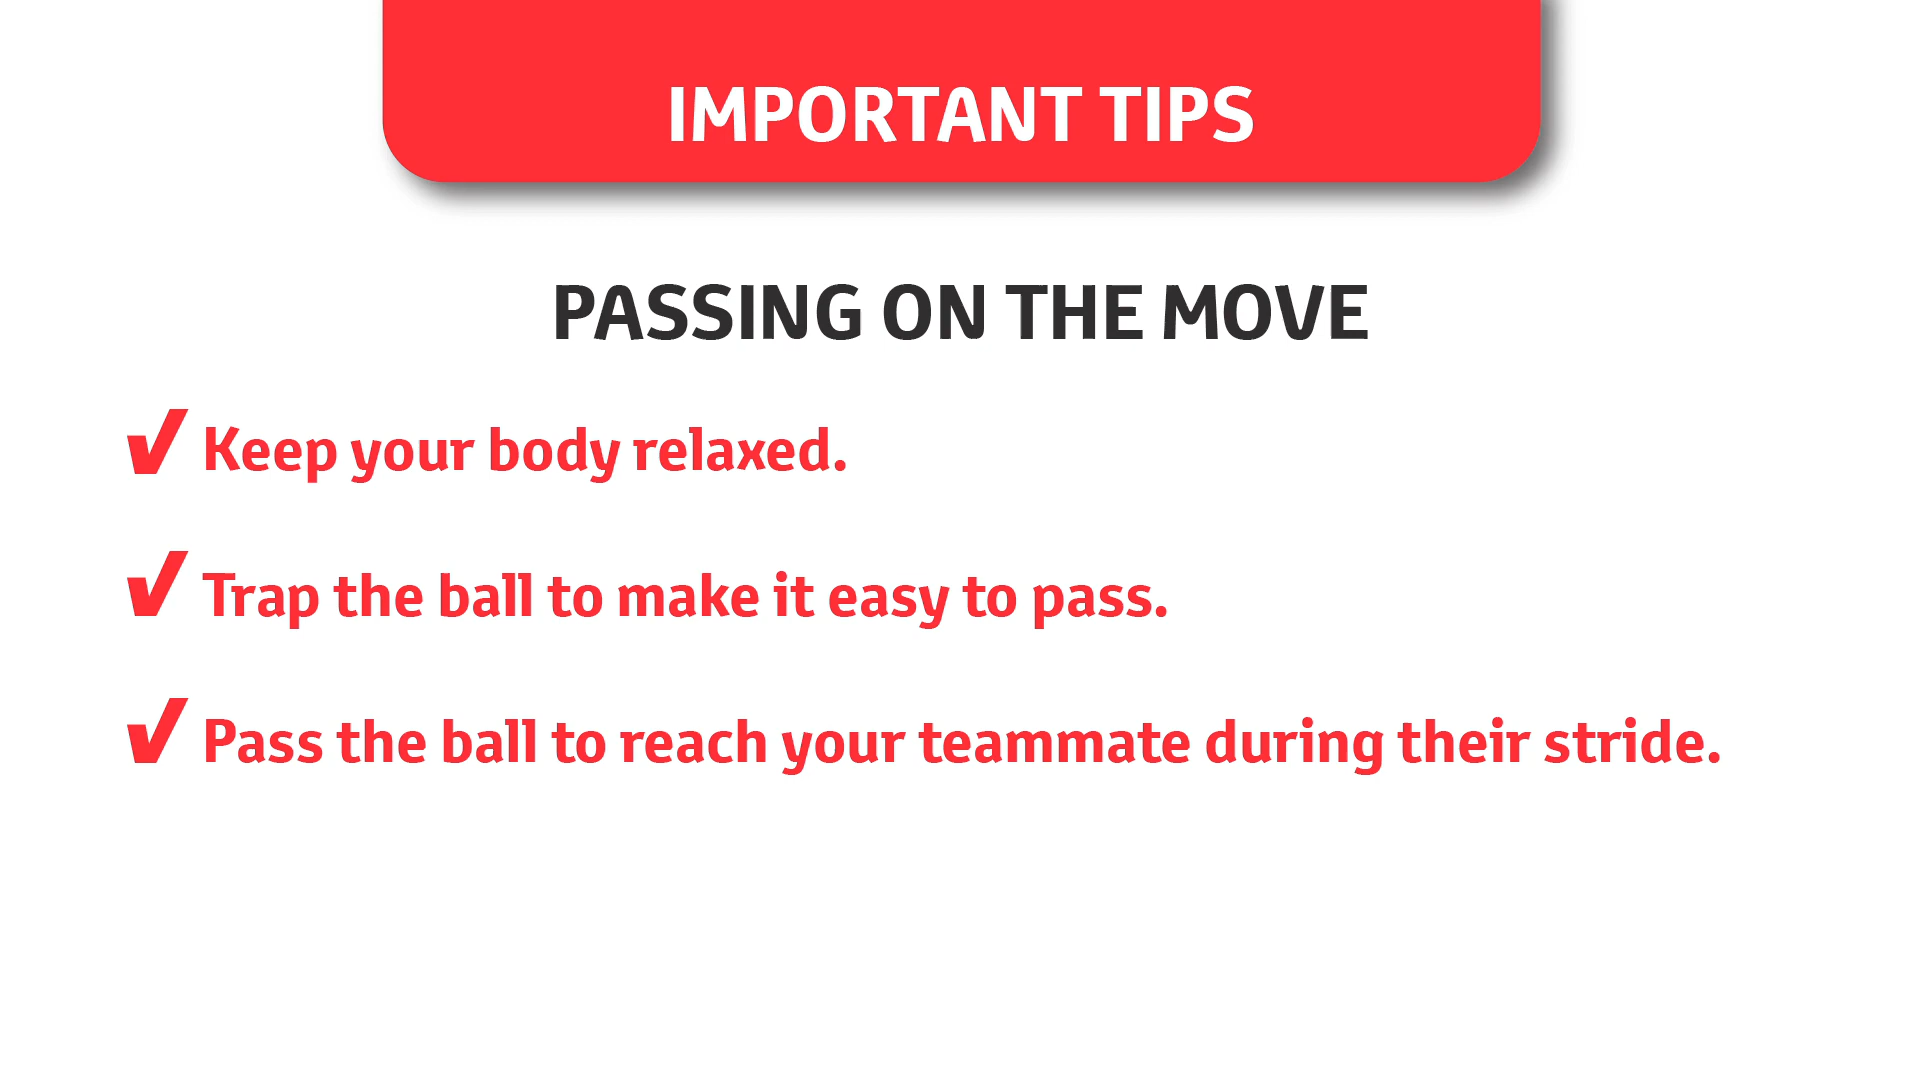 IMPORTANT TIPS
PASSING ON THE MOVE
✔ Keep your body relaxed.
✔ Trap the ball to make it easy to pass.
✔ Pass the ball to reach your teammate during their stride.